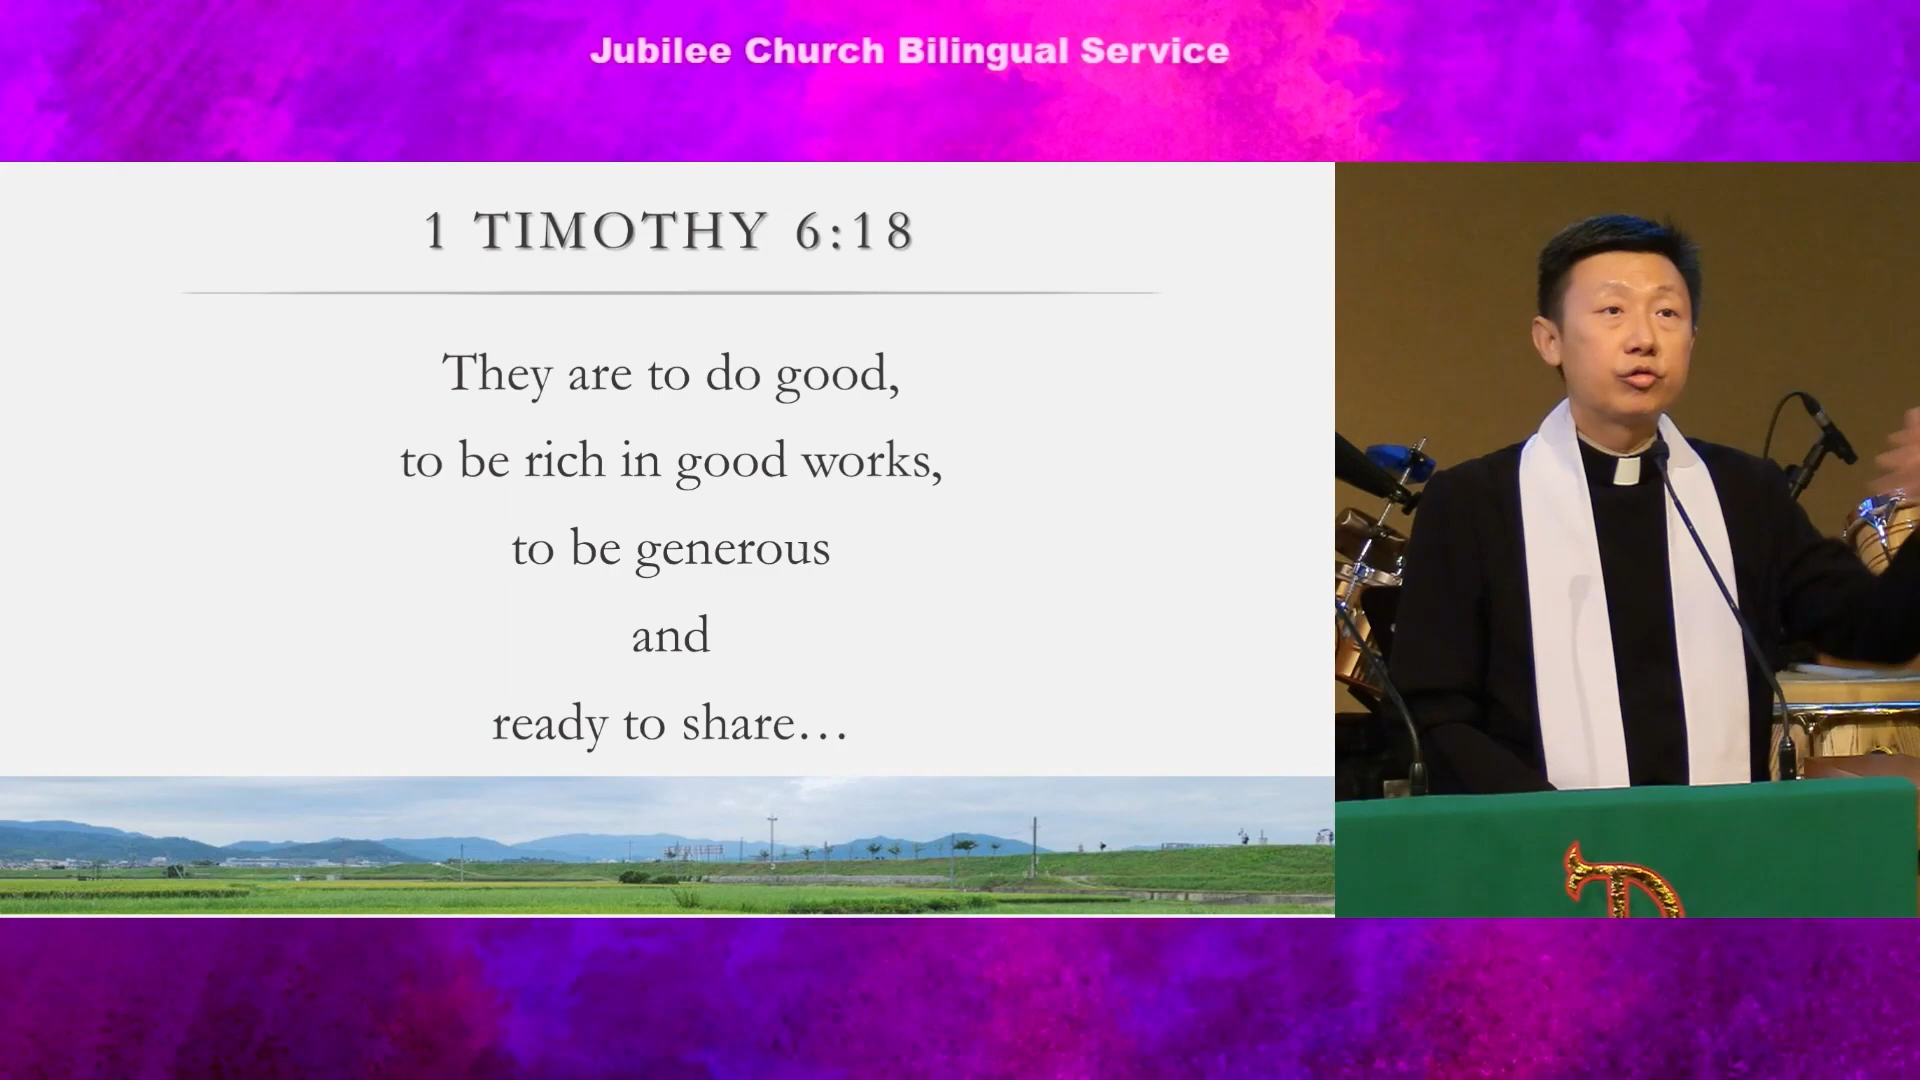 Jubilee Church Bilingual Service
1 TIMOTHY 6:18
They are to do good,
to be rich in good works,
to be generous
and
ready to share…